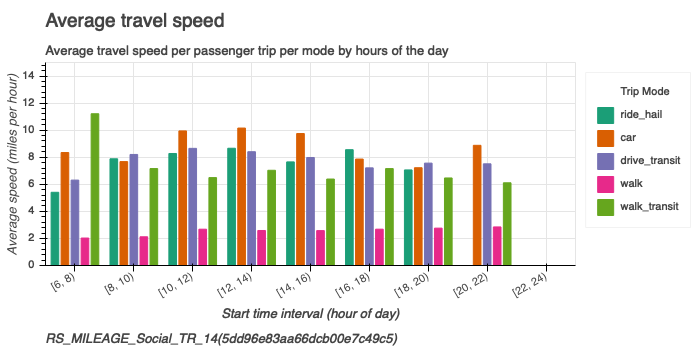 Average travel speed
Average travel speed per passenger trip per mode by hours of the day
Average speed (miles per hour)
14
12
10
8
6
4
2
0
[6, 8)
[8, 10)
[10, 12)
[12, 14)
[14, 16)
[16, 18)
[18, 20)
[20, 22)
[22, 24)
Start time interval (hour of day)
Trip Mode
ride_hail
car
drive_transit
walk
walk_transit
RS_MILEAGE_Social_TR_14(5dd96e83aa66dcb00e7c49c5)